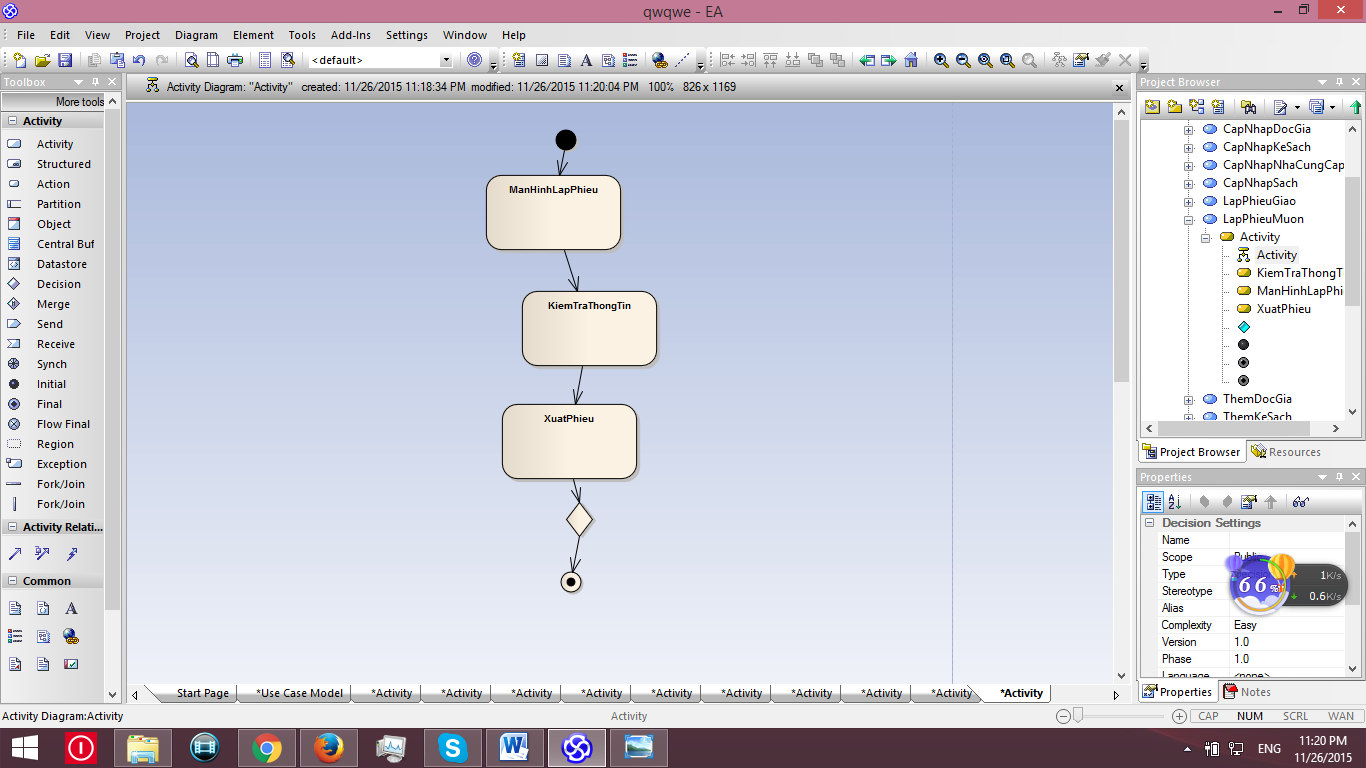 qwqwe - EA
File Edit View Project Diagram Element Tools Add-Ins Settings Window Help
<default>
Toolbox
More tools
Activity
Activity
Structured
Action
Partition
Object
Central Buf
Datastore
Decision
Merge
Send
Receive
Synch
Initial
Final
Flow Final
Region
Exception
Fork/Join
Fork/Join
Activity Relati...
Common
Activity Diagram: "Activity" created: 11/26/2015 11:18:34 PM modified: 11/26/2015 11:20:04 PM 100% 826 x 1169
ManHinhLapPhieu
KiemTraThongTin
XuatPhieu
Start Page *Use Case Model *Activity *Activity *Activity *Activity *Activity *Activity *Activity *Activity *Activity *Activity
Project Browser
CapNhapDocGia
CapNhapKeSach
CapNhapNhaCungCap
CapNhapSach
LapPhieuGiao
LapPhieuMuon
Activity
Activity
KiemTraThongT
ManHinhLapPhi
XuatPhieu
ThemDocGia
ThemKeSach
Project Browser Resources
Properties
Decision Settings
Name
Scope Public
Type
Stereotype
Alias
Complexity Easy
Version 1.0
Phase 1.0
Language <none>
66%
1K/s
0.6K/s
Properties Notes
Activity Diagram:Activity Activity CAP NUM SCRL WAN
ENG
11:20 PM
11/26/2015